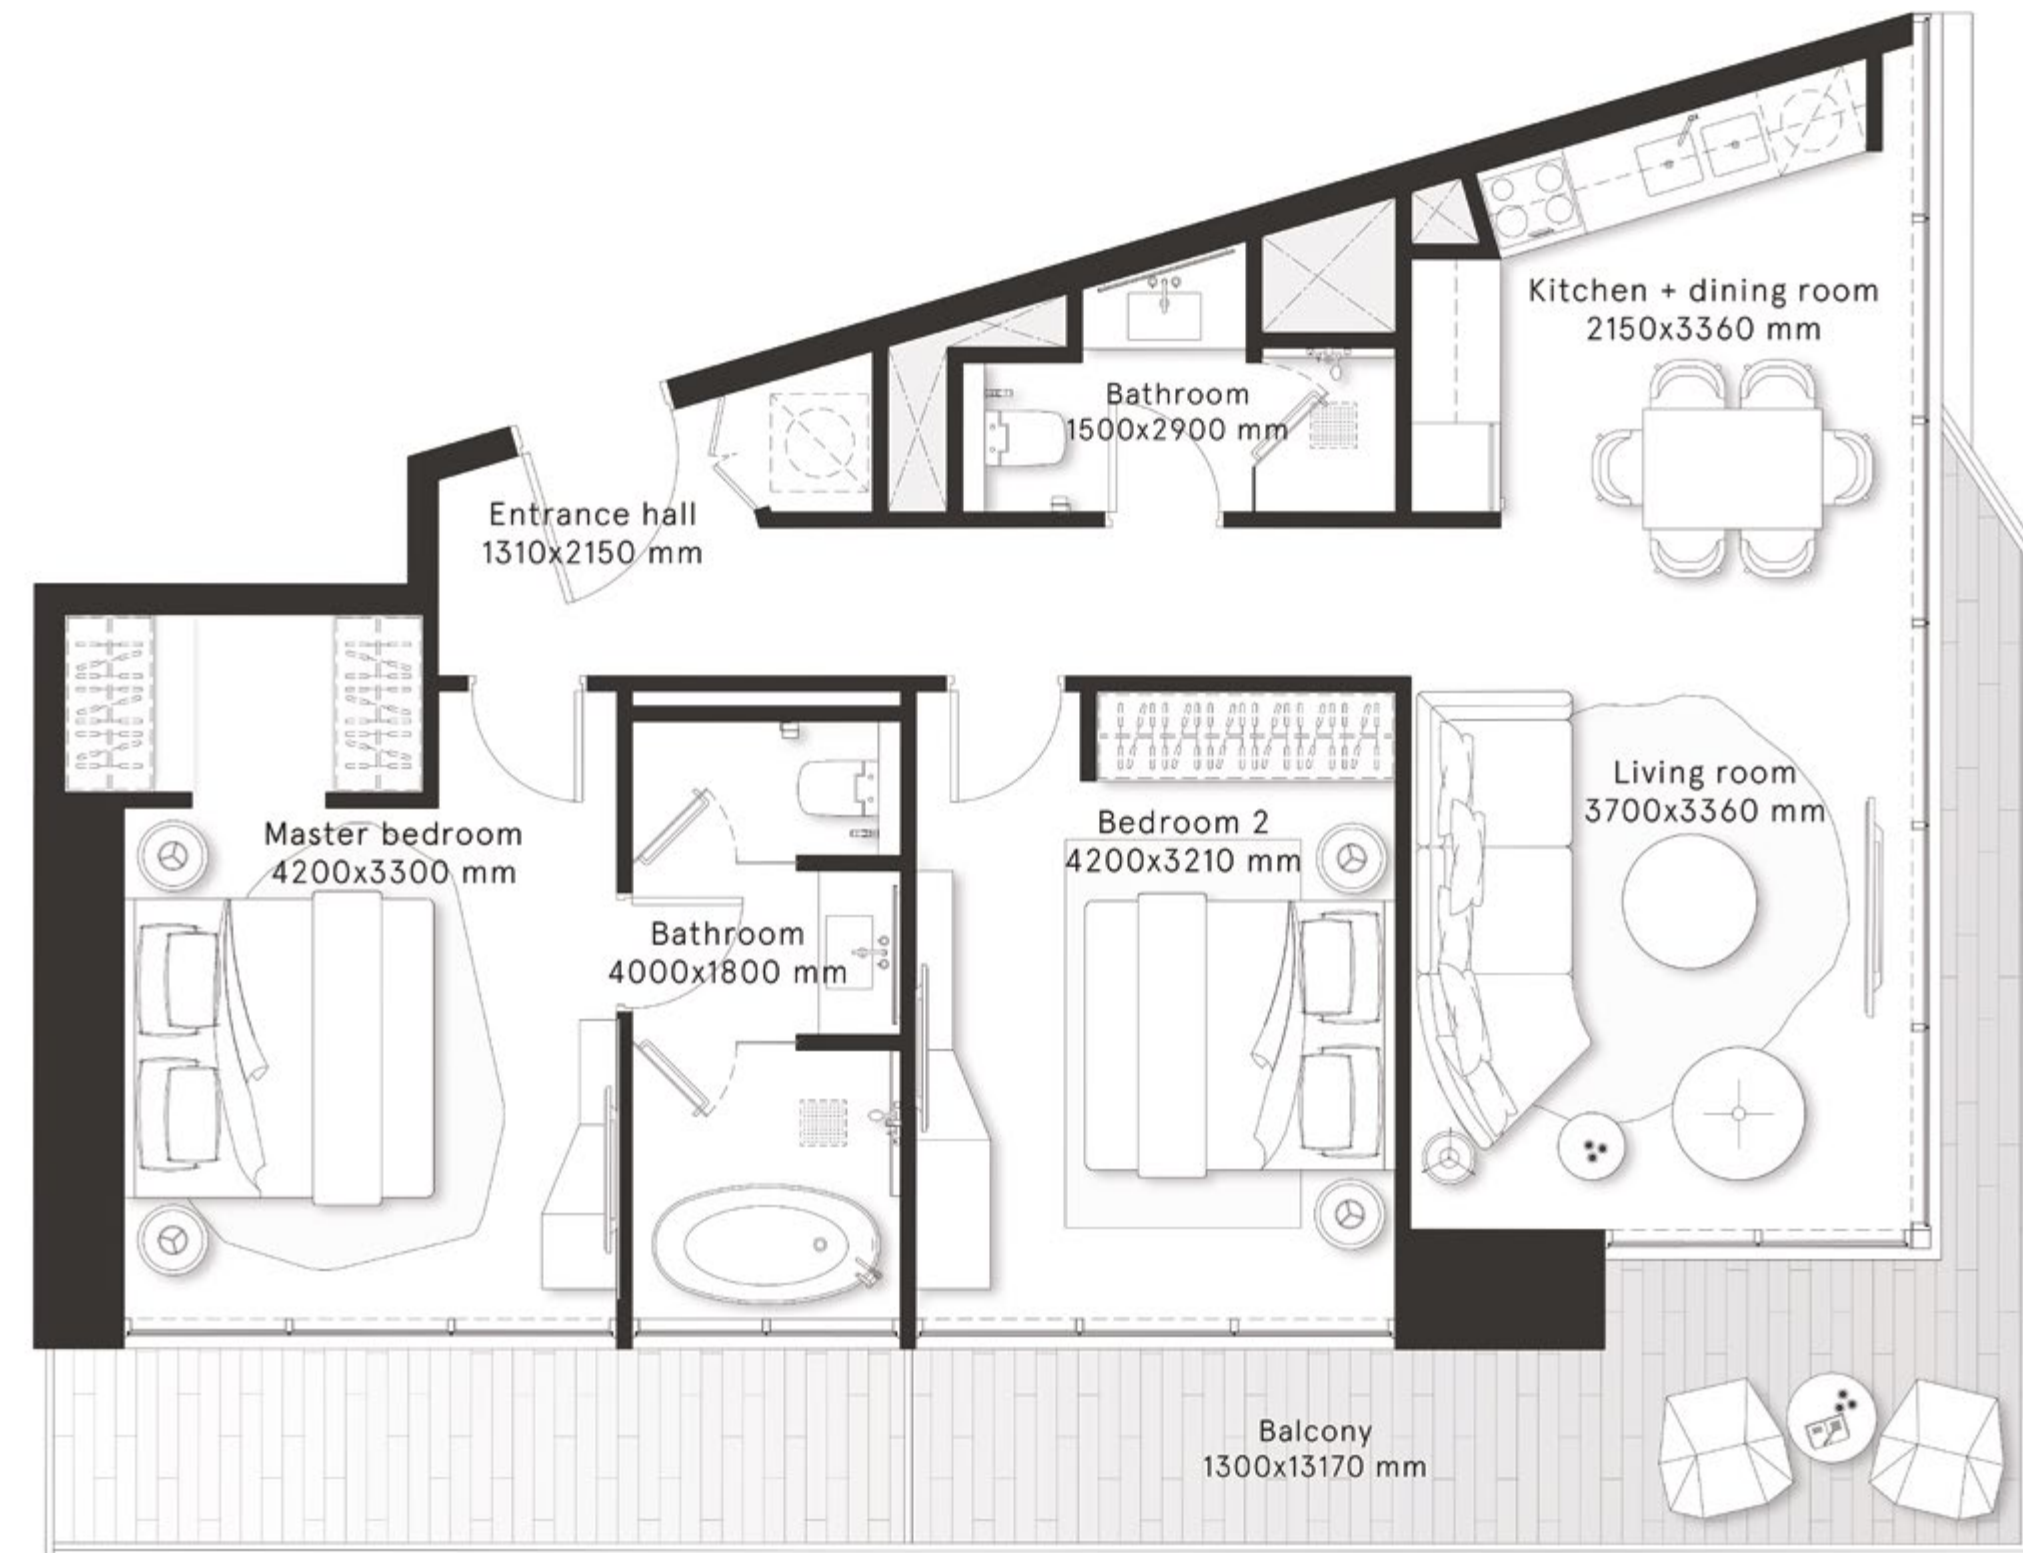 Kitchen + dining room
2150x3360 mm
Bathroom
1500x2900 mm
Entrance hall
1310x2150 mm
Living room
3700x3360 mm
Master bedroom
4200x3300 mm
Bedroom 2
4200x3210 mm
Bathroom
4000x1800 mm
Balcony
1300x13170 mm